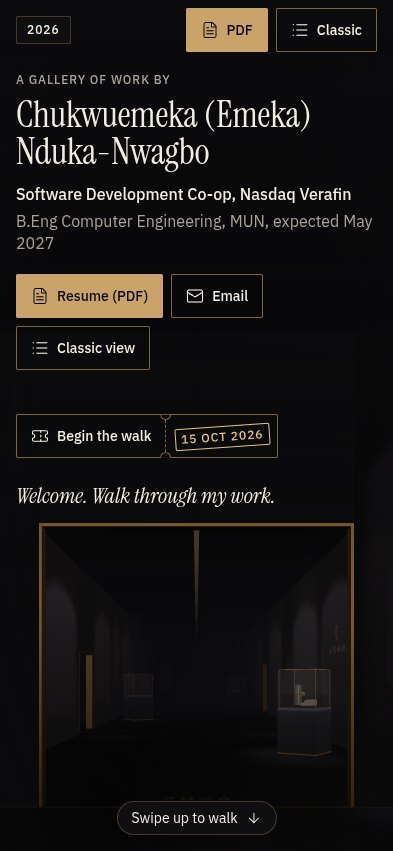 2026
PDF
Classic
A GALLERY OF WORK BY
Chukwuemeka (Emeka)
Nduka-Nwagbo
Software Development Co-op, Nasdaq Verafin
B.Eng Computer Engineering, MUN, expected May
2027
Resume (PDF)
Email
Classic view
Begin the walk
15 OCT 2026
Welcome. Walk through my work.
Swipe up to walk